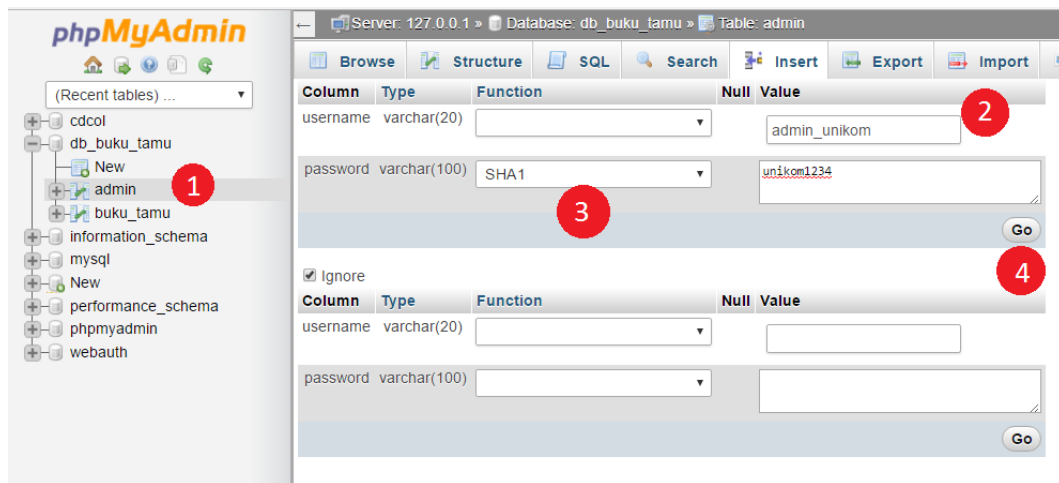 phpMyAdmin
(Recent tables) ...
cdcol
db_buku_tamu
New
admin
1
buku_tamu
information_schema
mysql
New
performance_schema
phpmyadmin
webauth
Server: 127.0.0.1 » Database: db_buku_tamu » Table: admin
Browse Structure SQL Search Insert Export Import
Column Type Function Null Value
username varchar(20) admin_unikom
2
password varchar(100) SHA1 unikom1234
3
Go
4
Ignore
Column Type Function Null Value
username varchar(20)
password varchar(100)
Go